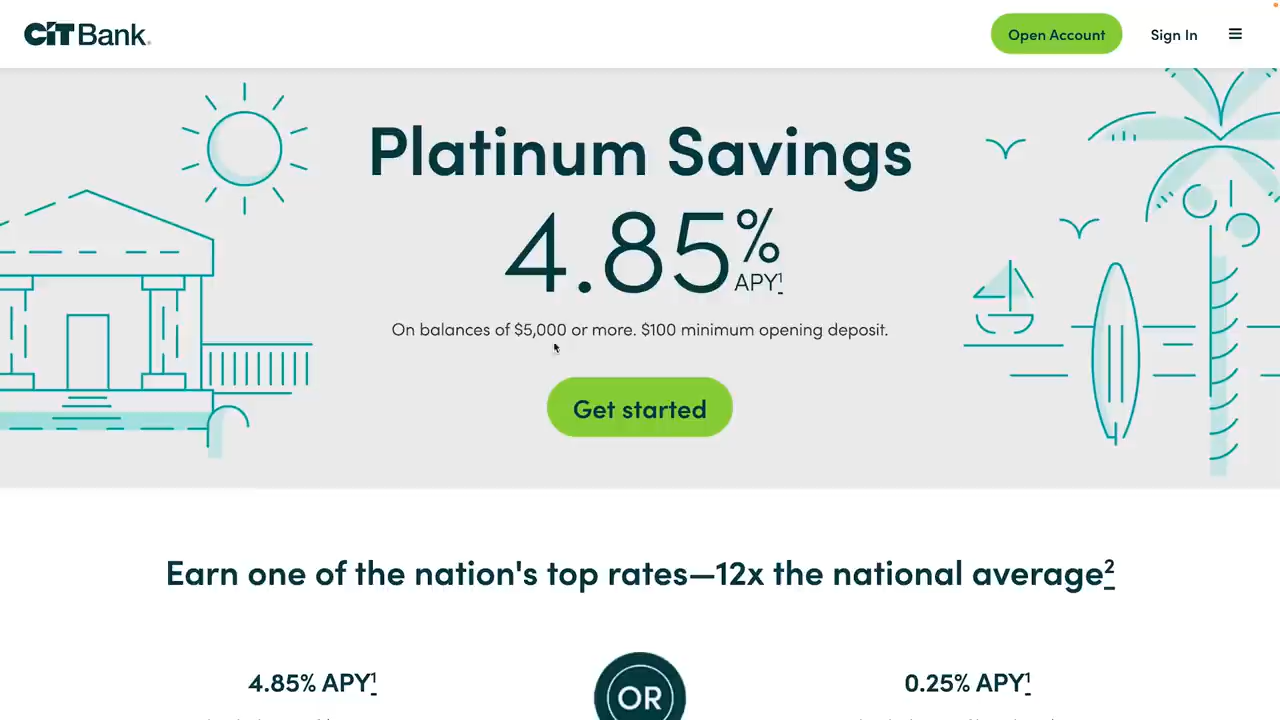 CIT Bank
Open Account
Sign In
Platinum Savings
4.85%
APY1
On balances of $5,000 or more. $100 minimum opening deposit.
Get started
Earn one of the nation's top rates—12x the national average2
4.85% APY1
OR
0.25% APY1